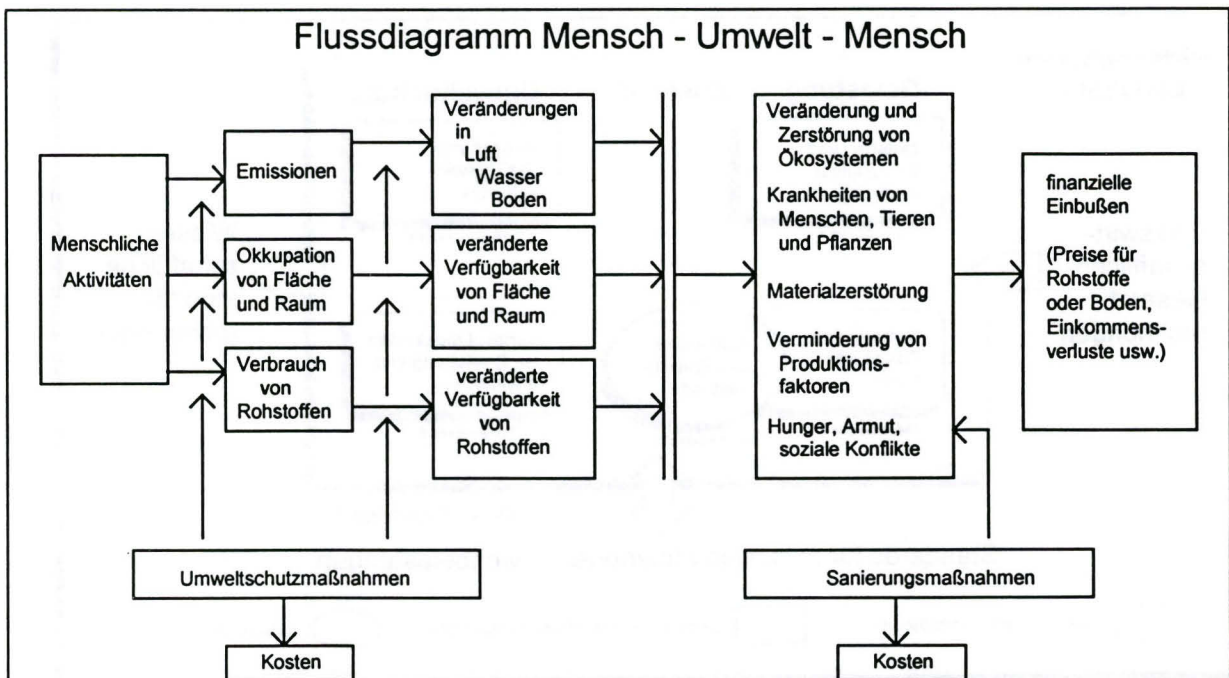 Flussdiagramm Mensch - Umwelt - Mensch
Menschliche
Aktivitäten
Emissionen
Okkupation
von Fläche
und Raum
Verbrauch
von
Rohstoffen
Veränderungen
in
Luft
Wasser
Boden
veränderte
Verfügbarkeit
von Fläche
und Raum
veränderte
Verfügbarkeit
von
Rohstoffen
Veränderung und
Zerstörung von
Ökosystemen
Krankheiten von
Menschen, Tieren
und Pflanzen
Materialzerstörung
Verminderung von
Produktions-
faktoren
Hunger, Armut,
soziale Konflikte
finanzielle
Einbußen
(Preise für
Rohstoffe
oder Boden,
Einkommens-
verluste usw.)
Umweltschutzmaßnahmen
Kosten
Sanierungsmaßnahmen
Kosten